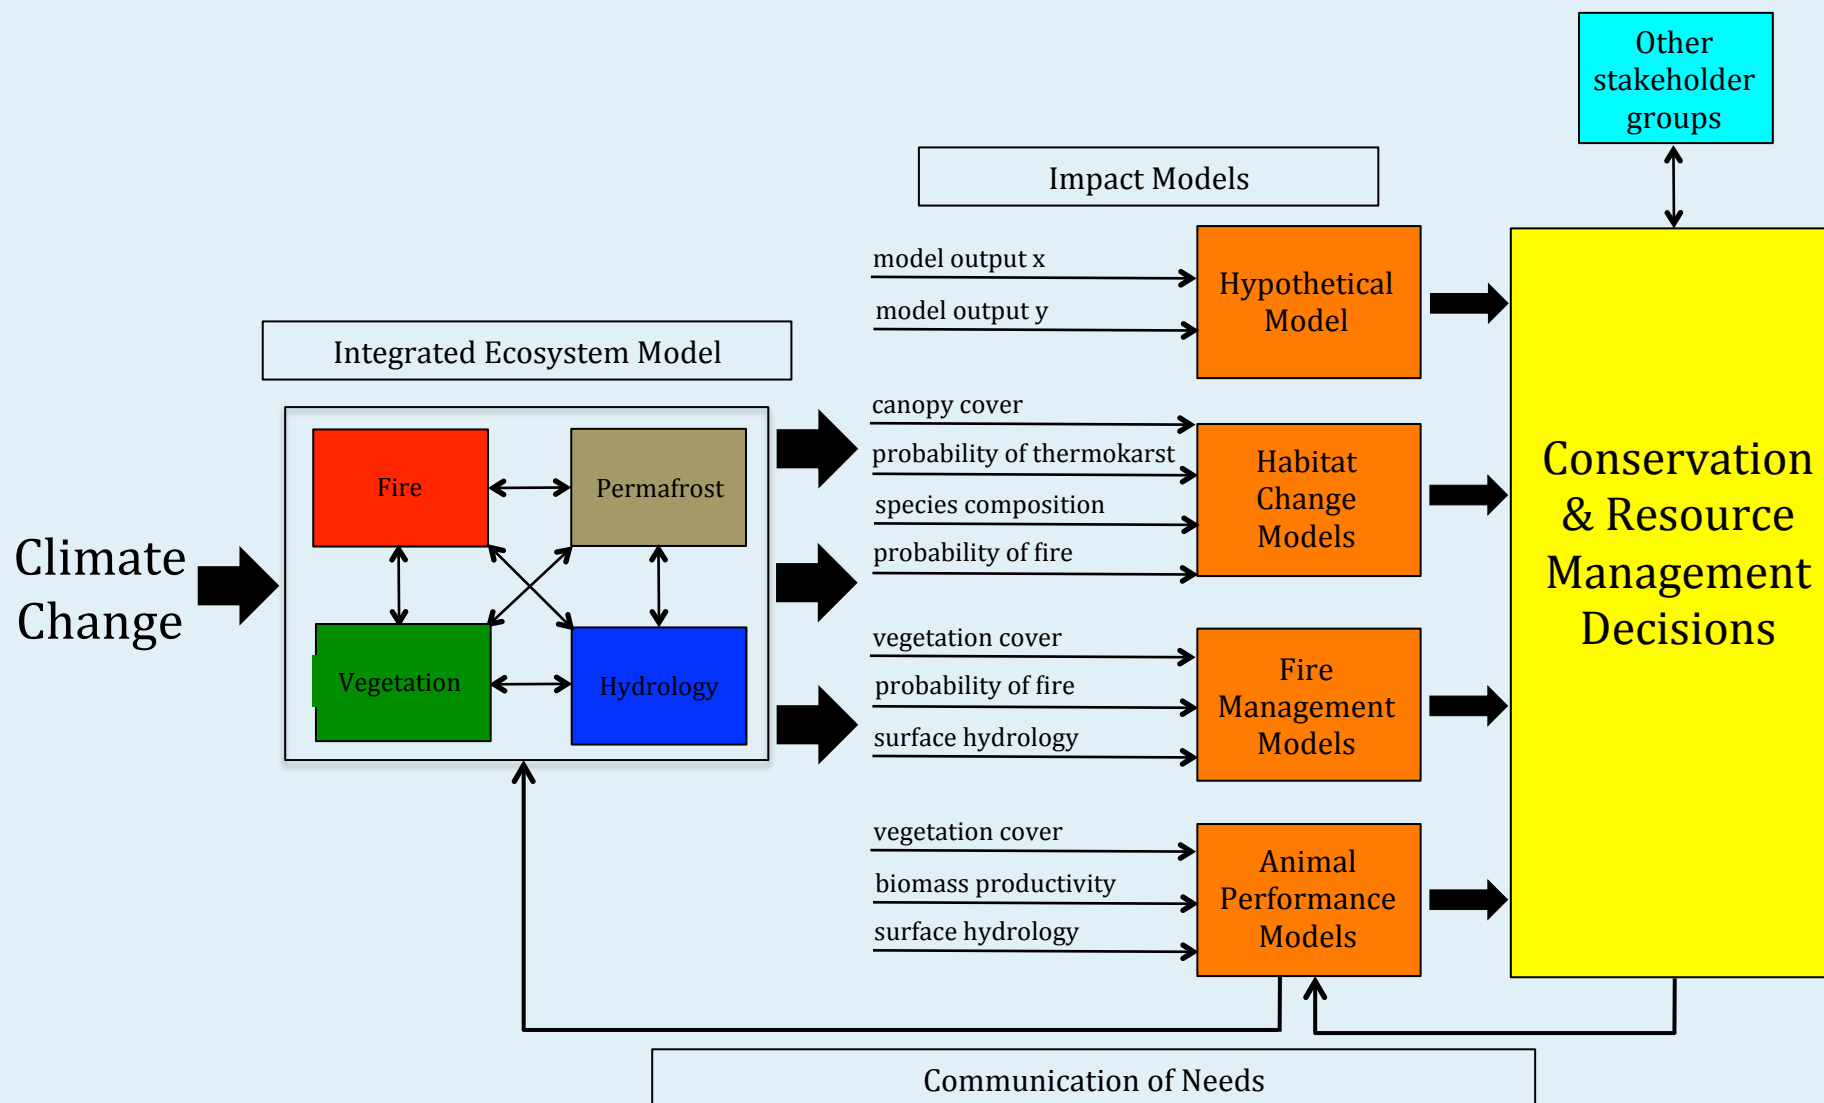 Other
stakeholder
groups
Impact Models
model output x
model output y
Hypothetical
Model
Integrated Ecosystem Model
canopy cover
probability of thermokarst
species composition
probability of fire
Habitat
Change
Models
Fire
Permafrost
Vegetation
Hydrology
Climate
Change
Conservation
& Resource
Management
Decisions
vegetation cover
probability of fire
surface hydrology
Fire
Management
Models
vegetation cover
biomass productivity
surface hydrology
Animal
Performance
Models
Communication of Needs